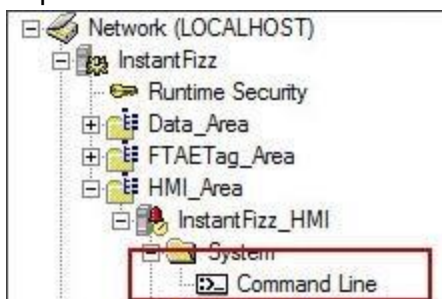 Network (LOCALHOST)
InstantFizz
Runtime Security
Data_Area
FTAETag_Area
HMI_Area
InstantFizz_HMI
System
Command Line